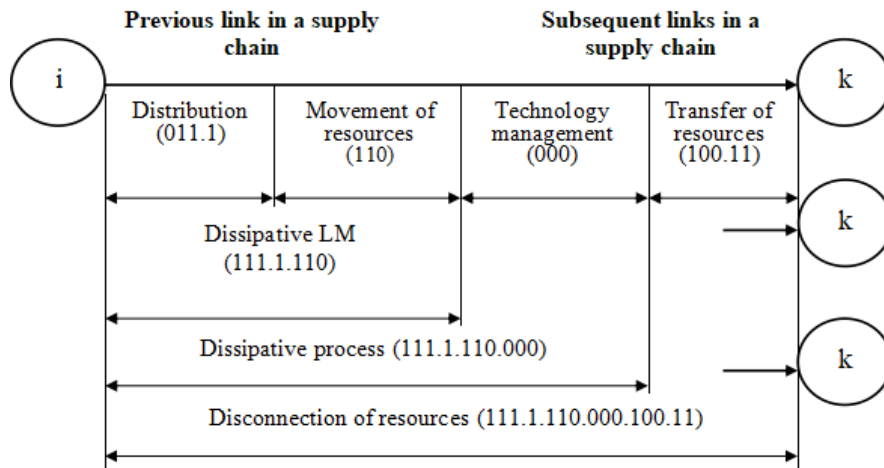 Previous link in a supply
chain
Subsequent links in a
supply chain
i
k
Distribution
(011.1)
Movement of
resources
(110)
Technology
management
(000)
Transfer of
resources
(100.11)
k
Dissipative LM
(111.1.110)
k
Dissipative process (111.1.110.000)
Disconnection of resources (111.1.110.000.100.11)